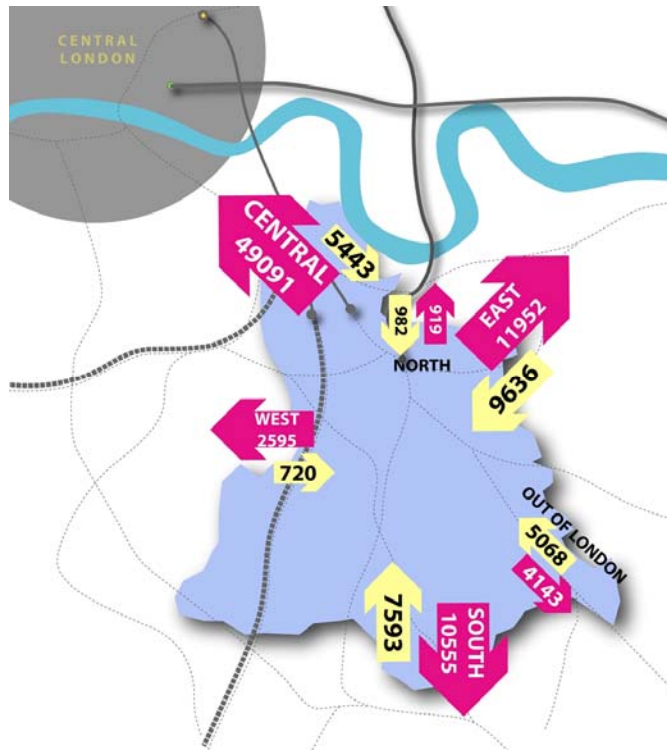 CENTRAL
LONDON
CENTRAL
49091
5443
982
919
NORTH
EAST
11952
9636
WEST
2595
720
OUT OF LONDON
5068
4143
7593
SOUTH
10555